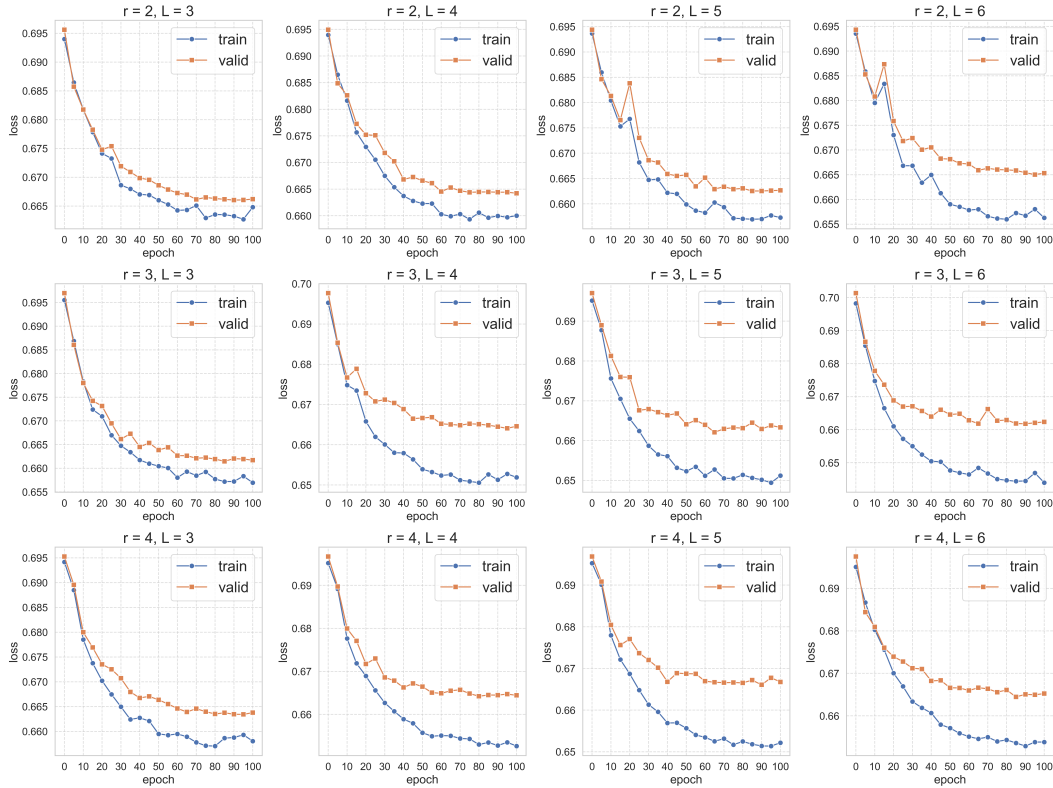 r = 2, L = 3
0.695
0.690
0.685
0.680
0.675
0.670
0.665
loss
train
valid
0 10 20 30 40 50 60 70 80 90 100
epoch
r = 2, L = 4
0.695
0.690
0.685
0.680
0.675
0.670
0.665
0.660
loss
train
valid
0 10 20 30 40 50 60 70 80 90 100
epoch
r = 2, L = 5
0.695
0.690
0.685
0.680
0.675
0.670
0.665
0.660
loss
train
valid
0 10 20 30 40 50 60 70 80 90 100
epoch
r = 2, L = 6
0.695
0.690
0.685
0.680
0.675
0.670
0.665
0.660
0.655
loss
train
valid
0 10 20 30 40 50 60 70 80 90 100
epoch
r = 3, L = 3
0.695
0.690
0.685
0.680
0.675
0.670
0.665
0.660
0.655
loss
train
valid
0 10 20 30 40 50 60 70 80 90 100
epoch
r = 3, L = 4
0.70
0.69
0.68
0.67
0.66
0.65
loss
train
valid
0 10 20 30 40 50 60 70 80 90 100
epoch
r = 3, L = 5
0.69
0.68
0.67
0.66
0.65
loss
train
valid
0 10 20 30 40 50 60 70 80 90 100
epoch
r = 3, L = 6
0.70
0.69
0.68
0.67
0.66
0.65
loss
train
valid
0 10 20 30 40 50 60 70 80 90 100
epoch
r = 4, L = 3
0.695
0.690
0.685
0.680
0.675
0.670
0.665
0.660
loss
train
valid
0 10 20 30 40 50 60 70 80 90 100
epoch
r = 4, L = 4
0.69
0.68
0.67
0.66
loss
train
valid
0 10 20 30 40 50 60 70 80 90 100
epoch
r = 4, L = 5
0.69
0.68
0.67
0.66
0.65
loss
train
valid
0 10 20 30 40 50 60 70 80 90 100
epoch
r = 4, L = 6
0.69
0.68
0.67
0.66
loss
train
valid
0 10 20 30 40 50 60 70 80 90 100
epoch